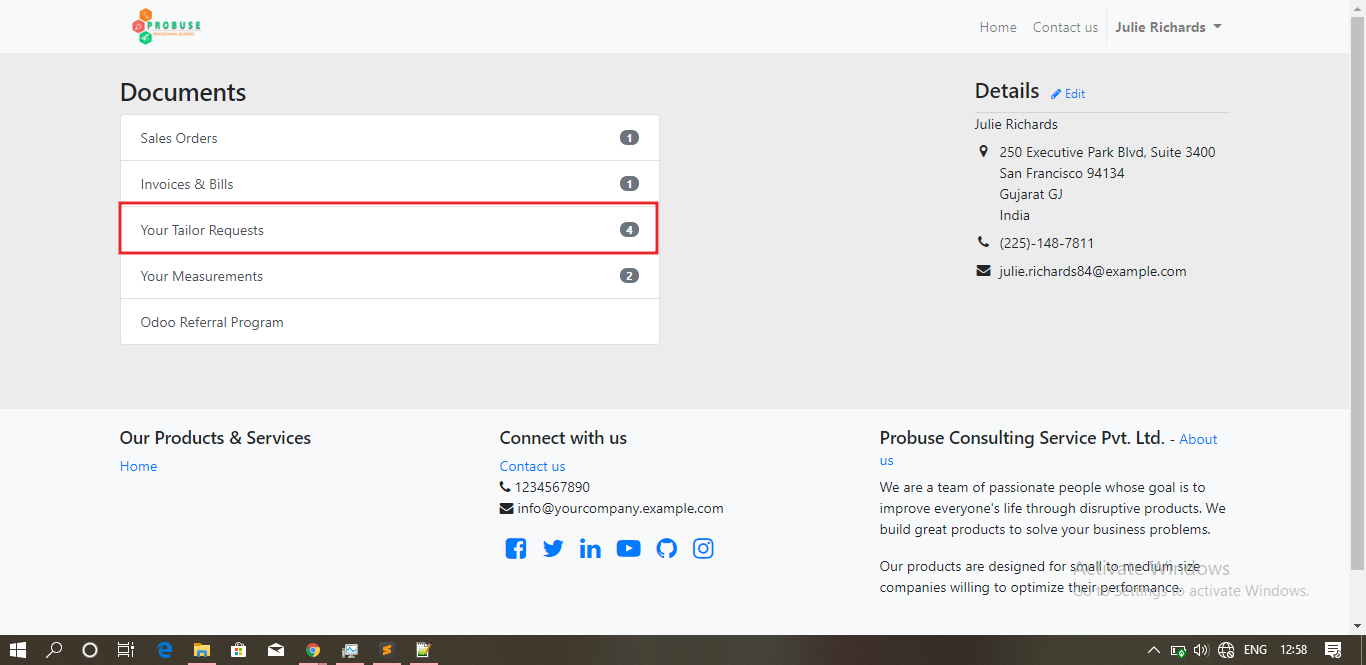 PROBUSE
Home Contact us Julie Richards
Documents
Sales Orders 1
Invoices & Bills 1
Your Tailor Requests 4
Your Measurements 2
Odoo Referral Program
Details Edit
Julie Richards
250 Executive Park Blvd, Suite 3400
San Francisco 94134
Gujarat GJ
India
(225)-148-7811
julie.richards84@example.com
Our Products & Services
Home
Connect with us
Contact us
1234567890
info@yourcompany.example.com
Probuse Consulting Service Pvt. Ltd. - About
us
We are a team of passionate people whose goal is to
improve everyone's life through disruptive products. We
build great products to solve your business problems.
Our products are designed for small to medium size
companies willing to optimize their performance.
Activate Windows
Go to Settings to activate Windows.
ENG 12:58